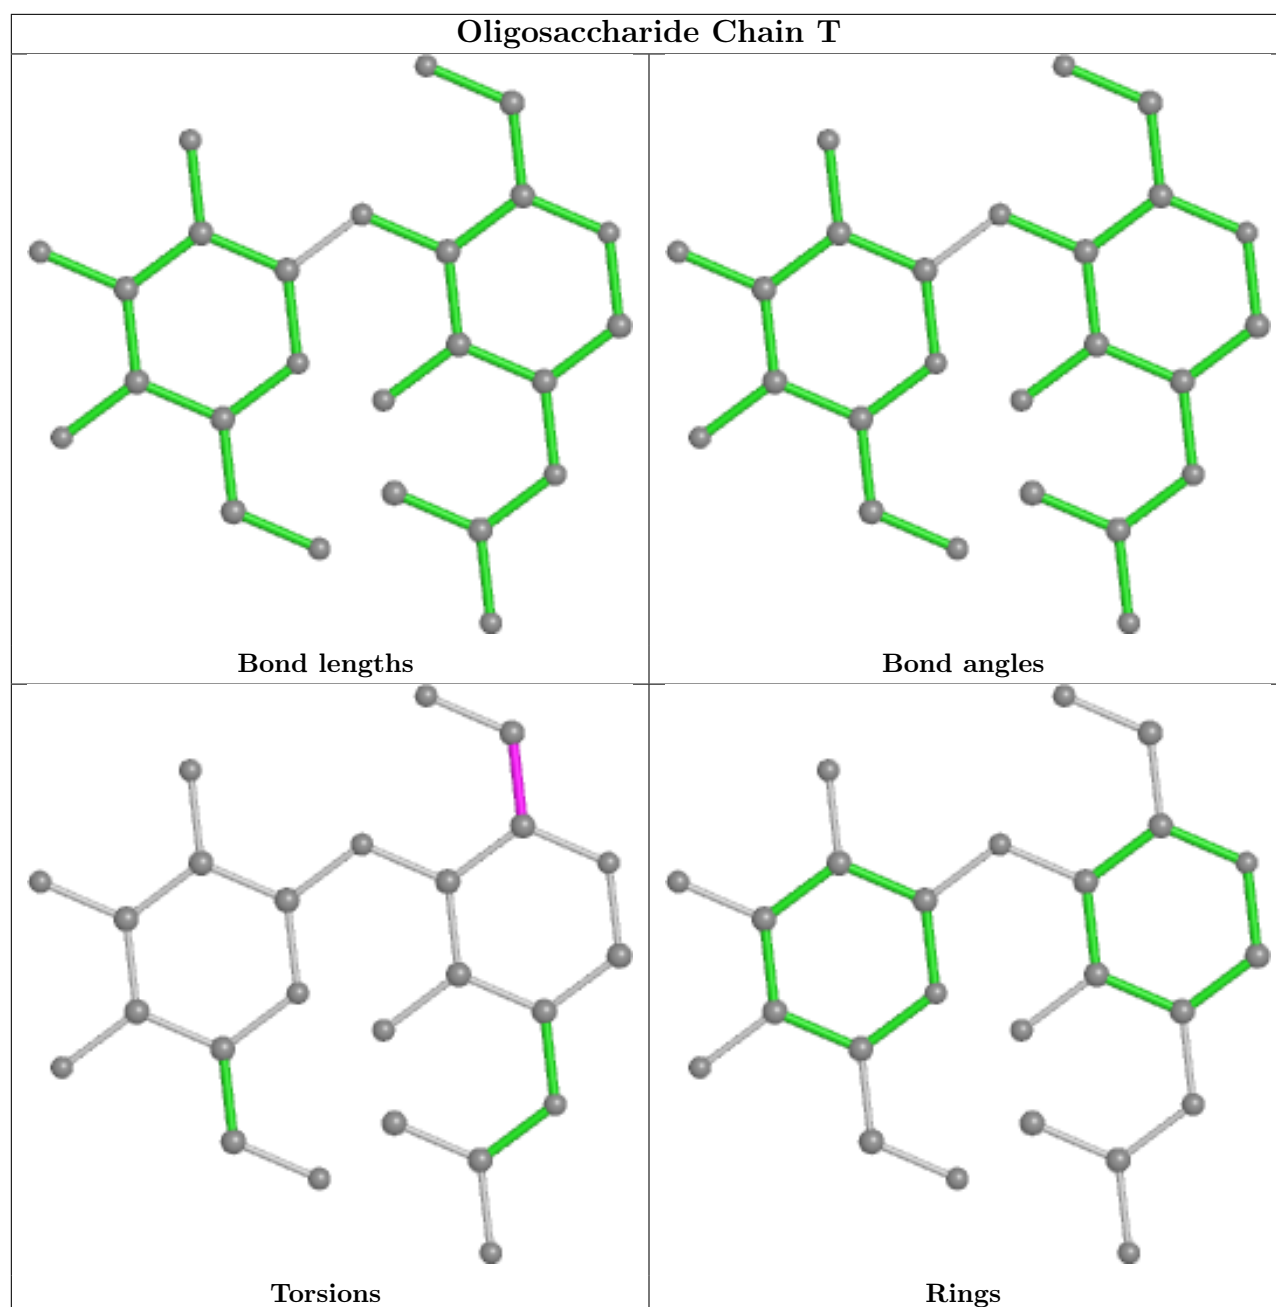 Oligosaccharide Chain T
Bond lengths
Bond angles
Torsions
Rings